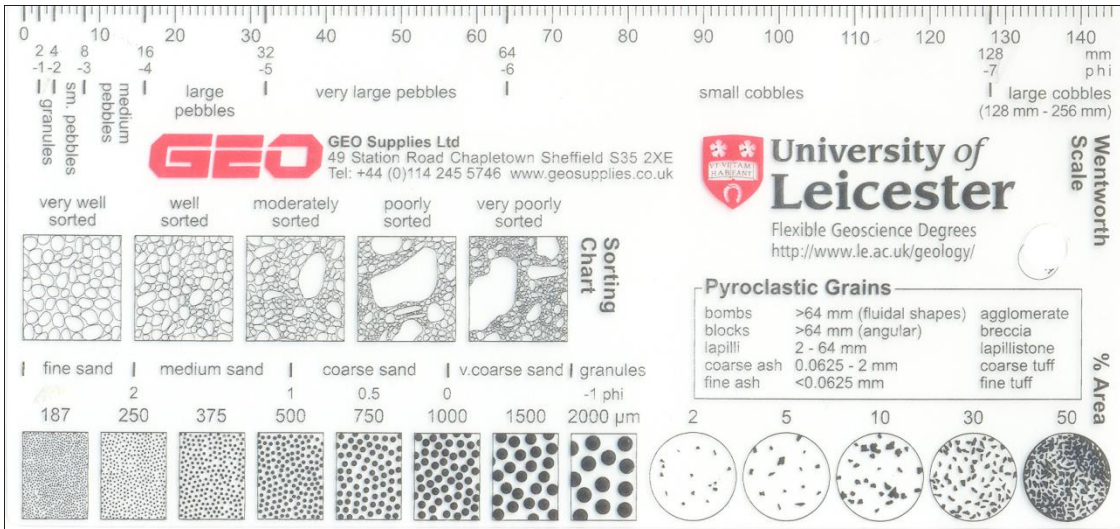 0 10 20 30 40 50 60 70 80 90 100 110 120 130 140
2 4 8 16 32 64 128 mm
-1 -2 -3 -4 -5 -6 -7 phi
granules
sm. pebbles
medium pebbles
large pebbles
very large pebbles
small cobbles
large cobbles
(128 mm - 256 mm)
Wentworth Scale
GEO
GEO Supplies Ltd
49 Station Road Chapletown Sheffield S35 2XE
Tel: +44 (0)114 245 5746 www.geosupplies.co.uk
University of
Leicester
Flexible Geoscience Degrees
http://www.le.ac.uk/geology/
very well sorted
well sorted
moderately sorted
poorly sorted
very poorly sorted
Sorting Chart
Pyroclastic Grains
bombs >64 mm (fluidal shapes) agglomerate
blocks >64 mm (angular) breccia
lapilli 2 - 64 mm lapillistone
coarse ash 0.0625 - 2 mm coarse tuff
fine ash <0.0625 mm fine tuff
fine sand medium sand coarse sand v.coarse sand granules
2 1 0.5 0 -1 phi
187 250 375 500 750 1000 1500 2000 µm
% Area
2 5 10 30 50